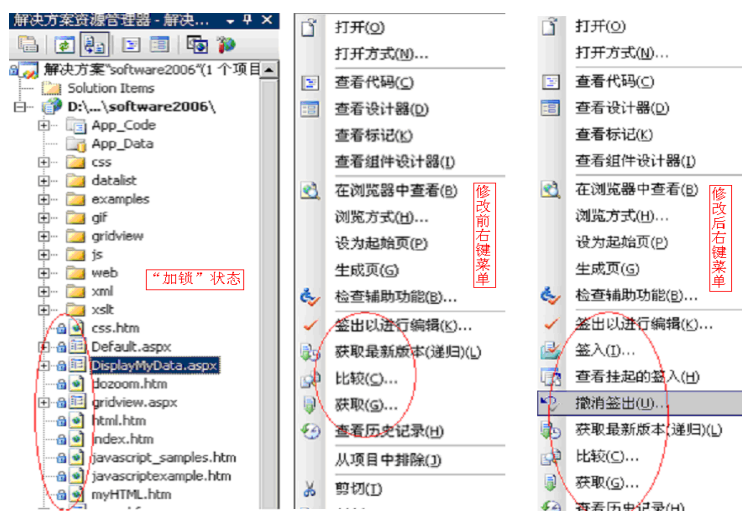 解决方案资源管理器 - 解决...
解决方案"software2006"(1 个项目
Solution Items
D:\...\software2006\
App_Code
App_Data
css
datalist
examples
gif
gridview
js
web
xml
xslt
css.htm
Default.aspx
DisplayMyData.aspx
dozoom.htm
gridview.aspx
html.htm
index.htm
javascript_samples.htm
javascriptexample.htm
myHTML.htm
“加锁”状态
打开(O)
打开方式(N)...
查看代码(C)
查看设计器(D)
查看标记(K)
查看组件设计器(I)
在浏览器中查看(B)
浏览方式(H)...
设为起始页(P)
生成页(G)
检查辅助功能(B)...
签出以进行编辑(K)...
获取最新版本(递归)(L)
比较(C)...
获取(G)...
查看历史记录(H)
从项目中排除(J)
剪切(T)
修改前右键菜单
打开(O)
打开方式(N)...
查看代码(C)
查看设计器(D)
查看标记(K)
查看组件设计器(I)
在浏览器中查看(B)
浏览方式(H)...
设为起始页(P)
生成页(G)
检查辅助功能(B)...
签出以进行编辑(K)...
签入(I)...
查看挂起的签入(H)
撤消签出(U)...
获取最新版本(递归)(L)
比较(C)...
获取(G)...
查看历史记录(H)
修改后右键菜单